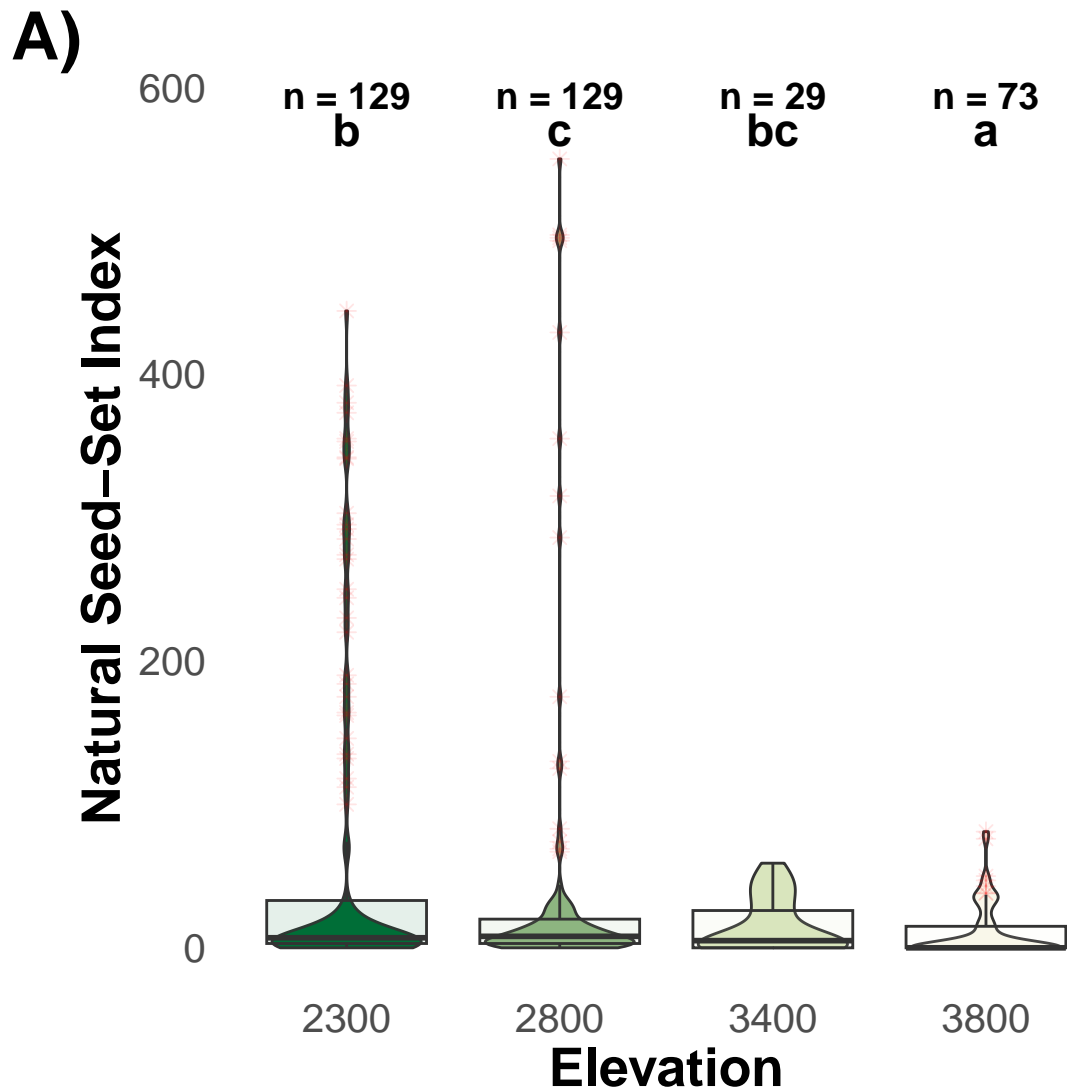 A)
Natural Seed−Set Index
600
400
200
0
n = 129
b
n = 129
c
n = 29
bc
n = 73
a
2300
2800
3400
3800
Elevation